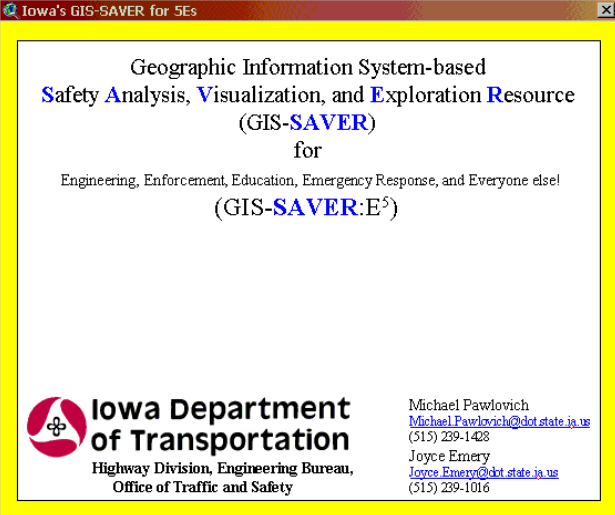 Iowa's GIS-SAVER for 5Es
Geographic Information System-based
Safety Analysis, Visualization, and Exploration Resource
(GIS-SAVER)
for
Engineering, Enforcement, Education, Emergency Response, and Everyone else!
(GIS-SAVER:E⁵)
Iowa Department
of Transportation
Highway Division, Engineering Bureau,
Office of Traffic and Safety
Michael Pawlovich
Michael.Pawlovich@dot.state.ia.us
(515) 239-1428
Joyce Emery
Joyce.Emery@dot.state.ia.us
(515) 239-1016